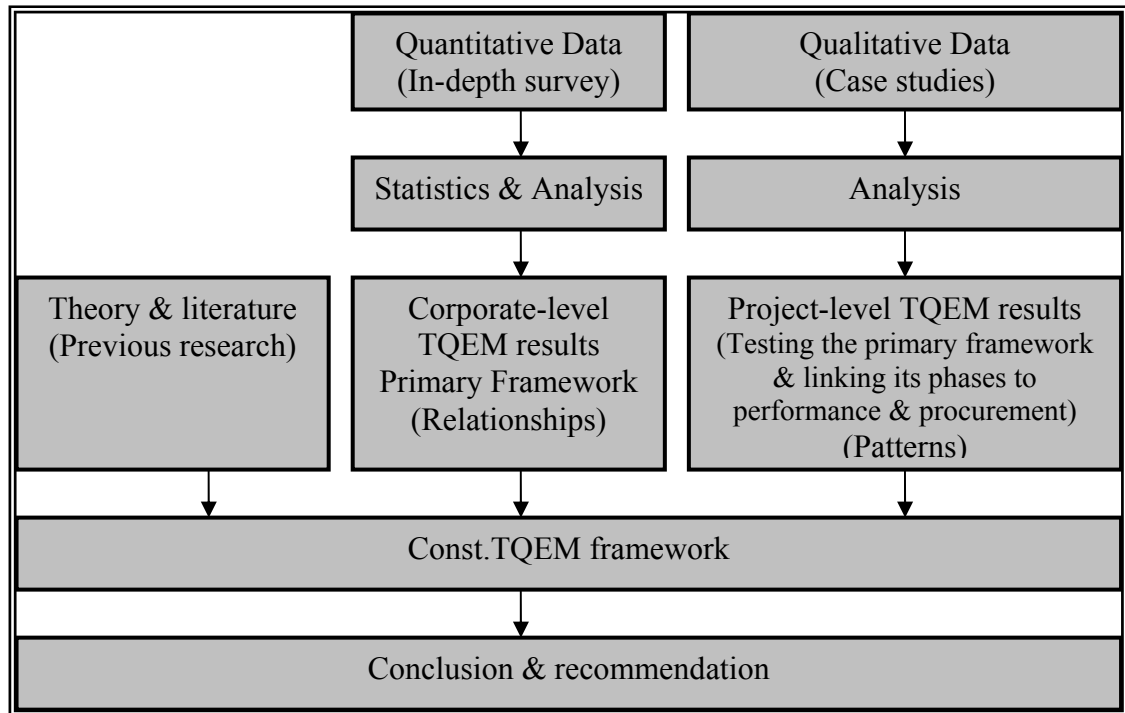 Quantitative Data
(In-depth survey)
Qualitative Data
(Case studies)
Statistics & Analysis
Analysis
Theory & literature
(Previous research)
Corporate-level
TQEM results
Primary Framework
(Relationships)
Project-level TQEM results
(Testing the primary framework
& linking its phases to
performance & procurement)
(Patterns)
Const.TQEM framework
Conclusion & recommendation